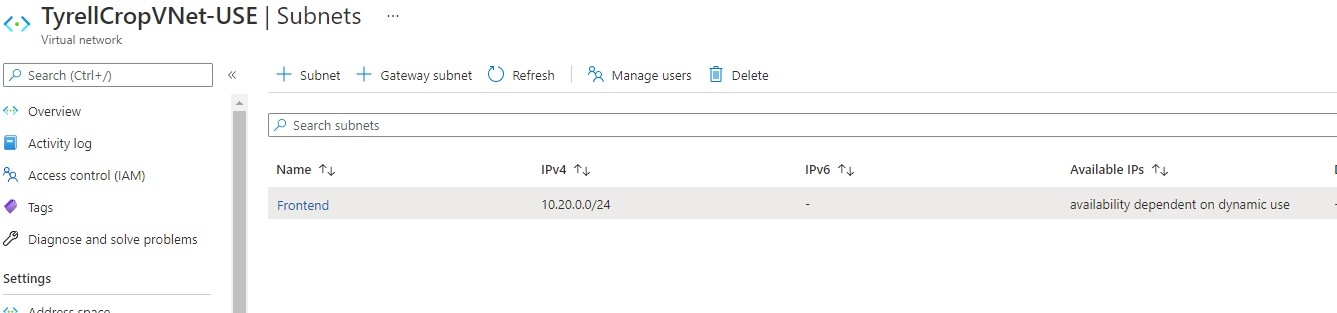 TyrellCropVNet-USE | Subnets ...
Virtual network
Search (Ctrl+/) «
+ Subnet + Gateway subnet Refresh Manage users Delete
Overview
Activity log
Access control (IAM)
Tags
Diagnose and solve problems
Settings
Address space
Search subnets
Name ↑↓ IPv4 ↑↓ IPv6 ↑↓ Available IPs ↑↓
Frontend 10.20.0.0/24 - availability dependent on dynamic use